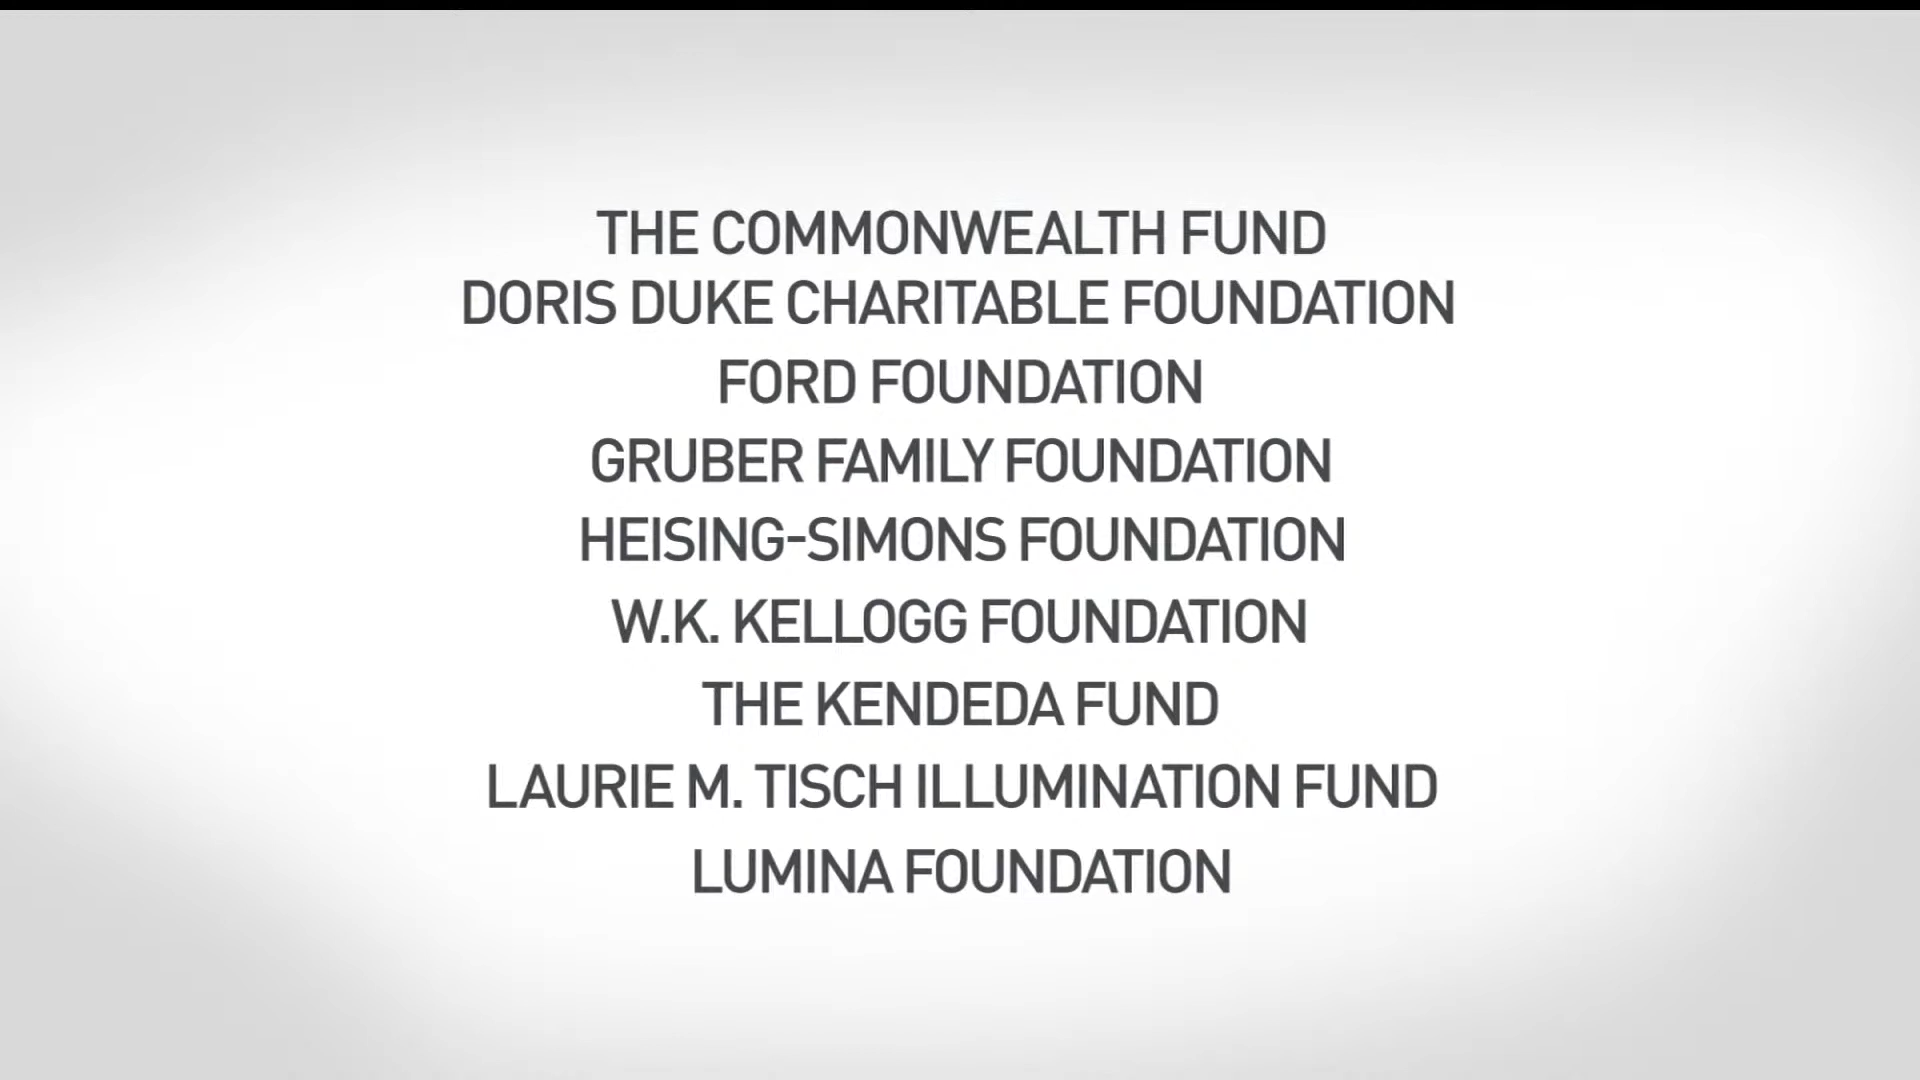 THE COMMONWEALTH FUND
DORIS DUKE CHARITABLE FOUNDATION
FORD FOUNDATION
GRUBER FAMILY FOUNDATION
HEISING-SIMONS FOUNDATION
W.K. KELLOGG FOUNDATION
THE KENDEDA FUND
LAURIE M. TISCH ILLUMINATION FUND
LUMINA FOUNDATION